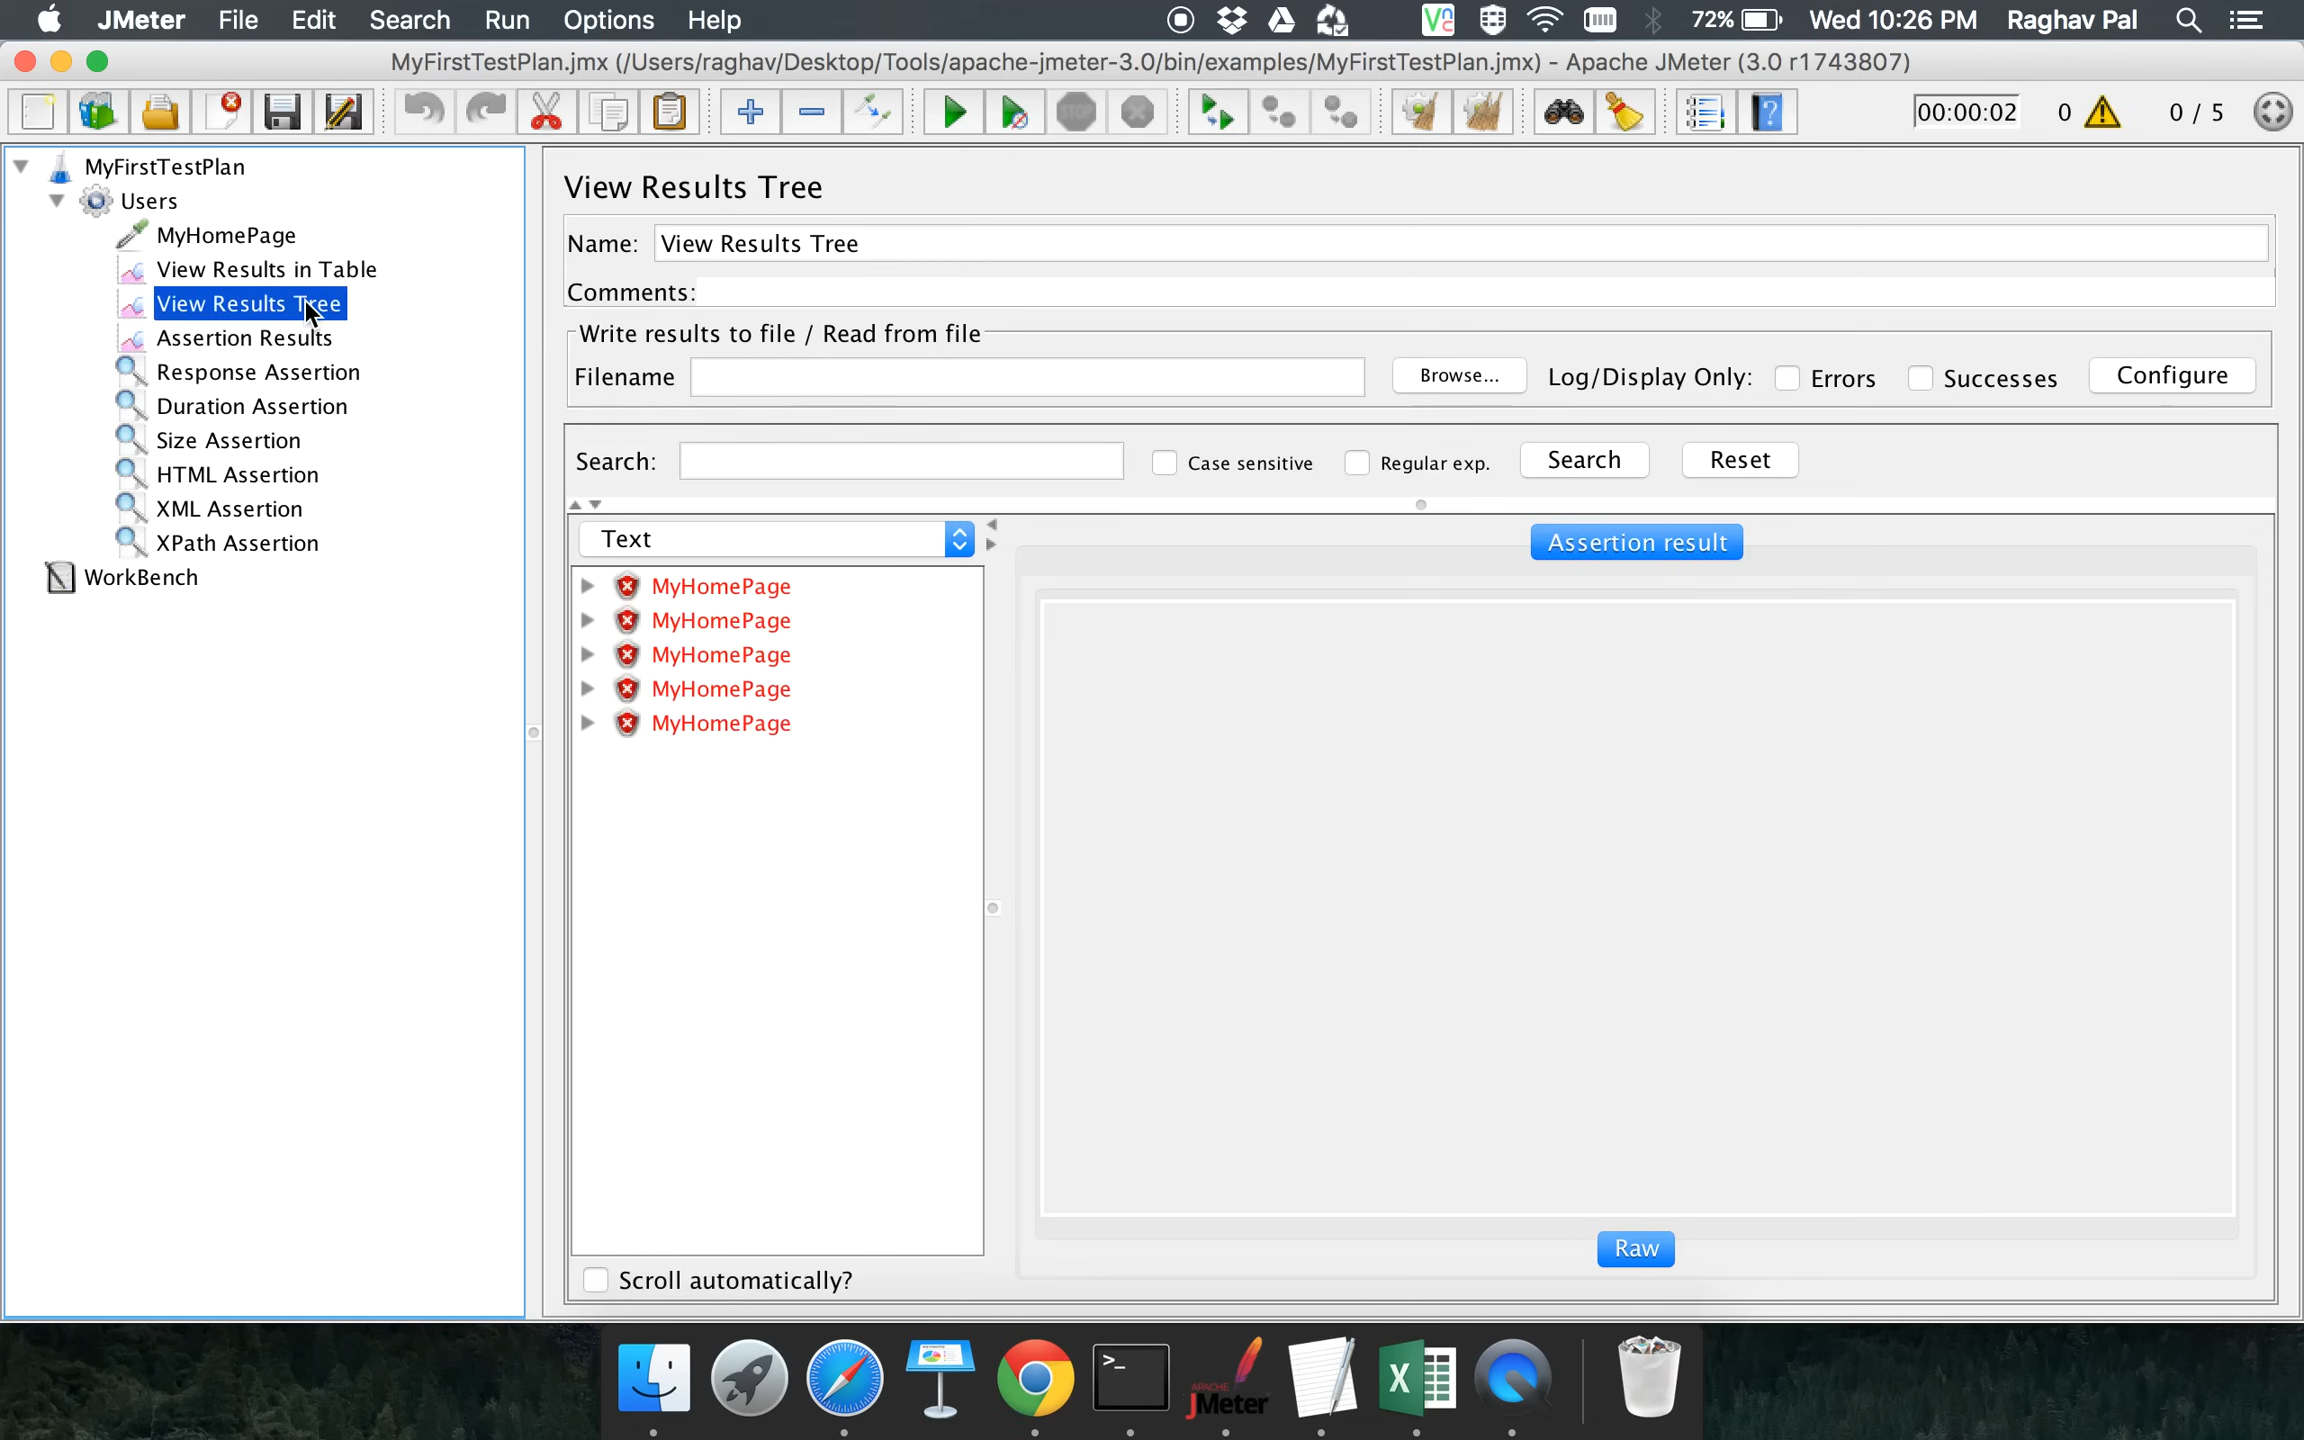 JMeter File Edit Search Run Options Help 72% Wed 10:26 PM Raghav Pal
MyFirstTestPlan.jmx (/Users/raghav/Desktop/Tools/apache-jmeter-3.0/bin/examples/MyFirstTestPlan.jmx) - Apache JMeter (3.0 r1743807)
STOP 00:00:02 0 0 / 5
MyFirstTestPlan
Users
MyHomePage
View Results in Table
View Results Tree
Assertion Results
Response Assertion
Duration Assertion
Size Assertion
HTML Assertion
XML Assertion
XPath Assertion
WorkBench
View Results Tree
Name: View Results Tree
Comments:
Write results to file / Read from file
Filename Browse... Log/Display Only: Errors Successes Configure
Search: Case sensitive Regular exp. Search Reset
Text
Assertion result
MyHomePage
MyHomePage
MyHomePage
MyHomePage
MyHomePage
Raw
Scroll automatically?
APACHE
JMeter